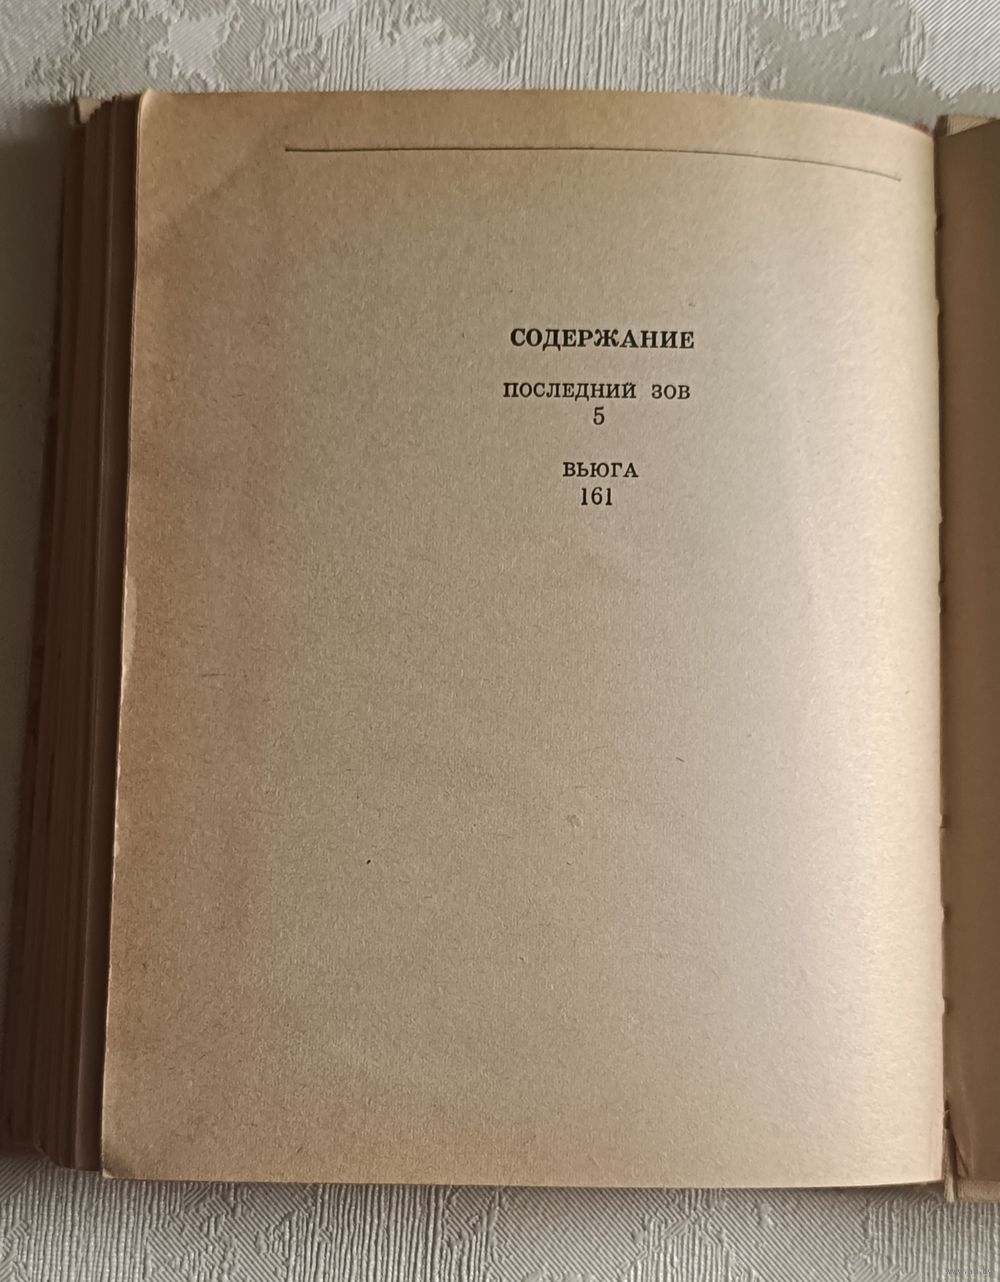 СОДЕРЖАНИЕ
ПОСЛЕДНИЙ ЗОВ
5
ВЬЮГА
161